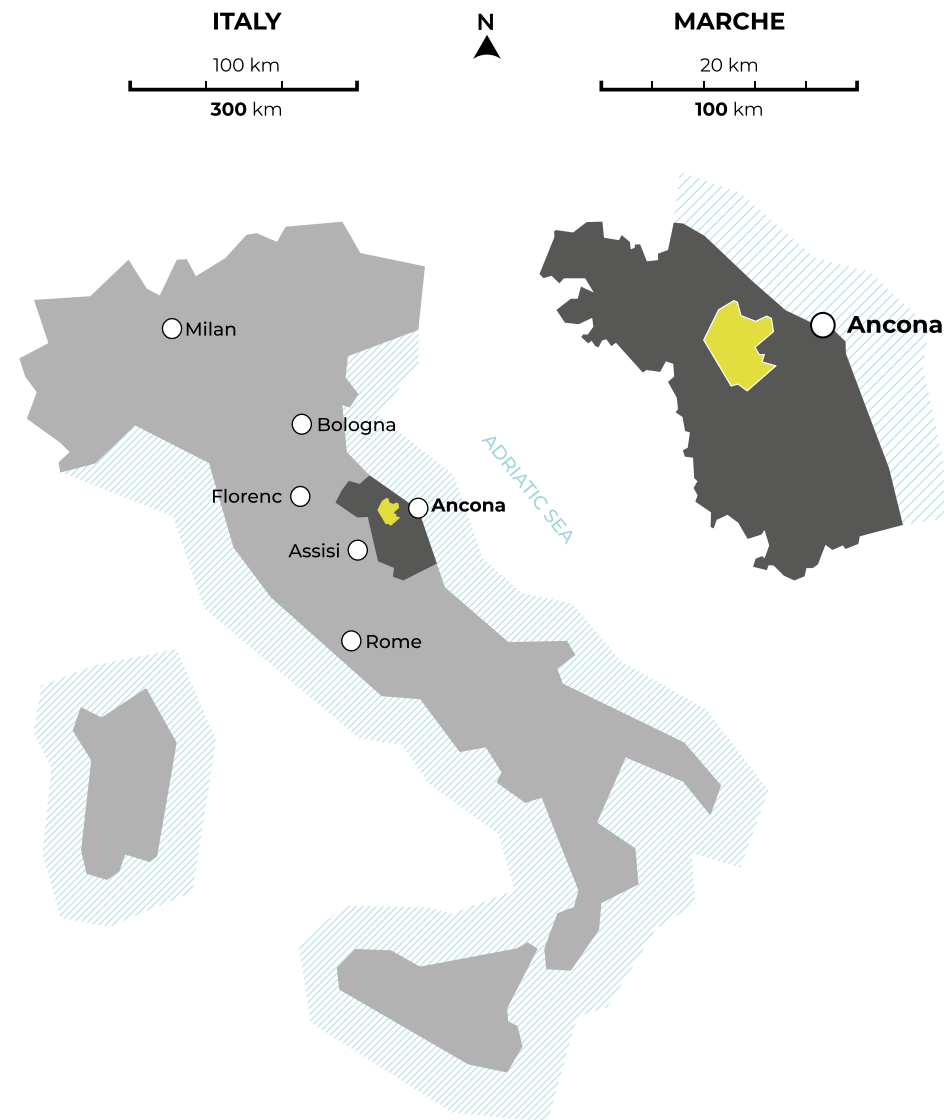 ITALY
N
MARCHE
100 km
20 km
300 km
100 km
Milan
Ancona
Bologna
ADRIATIC SEA
Florenc
Ancona
Assisi
Rome